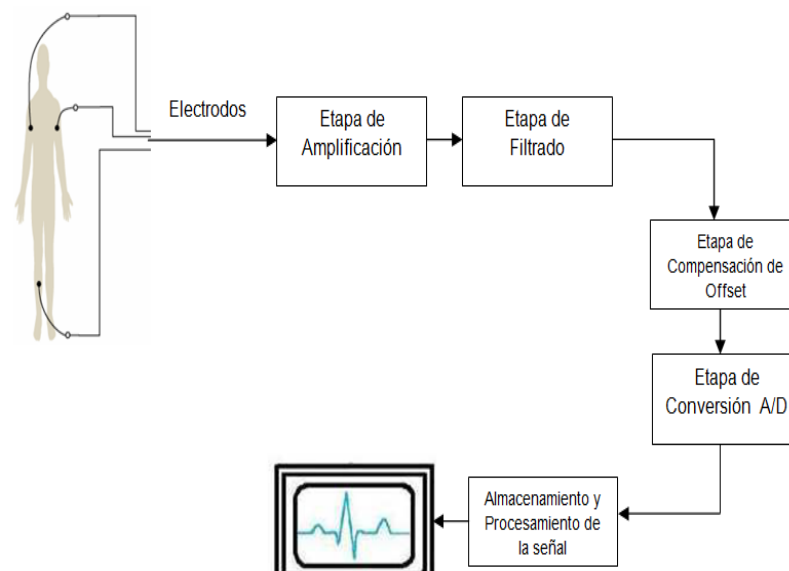 Electrodos
Etapa de
Amplificación
Etapa de
Filtrado
Etapa de
Compensación de
Offset
Etapa de
Conversión A/D
Almacenamiento y
Procesamiento de
la señal